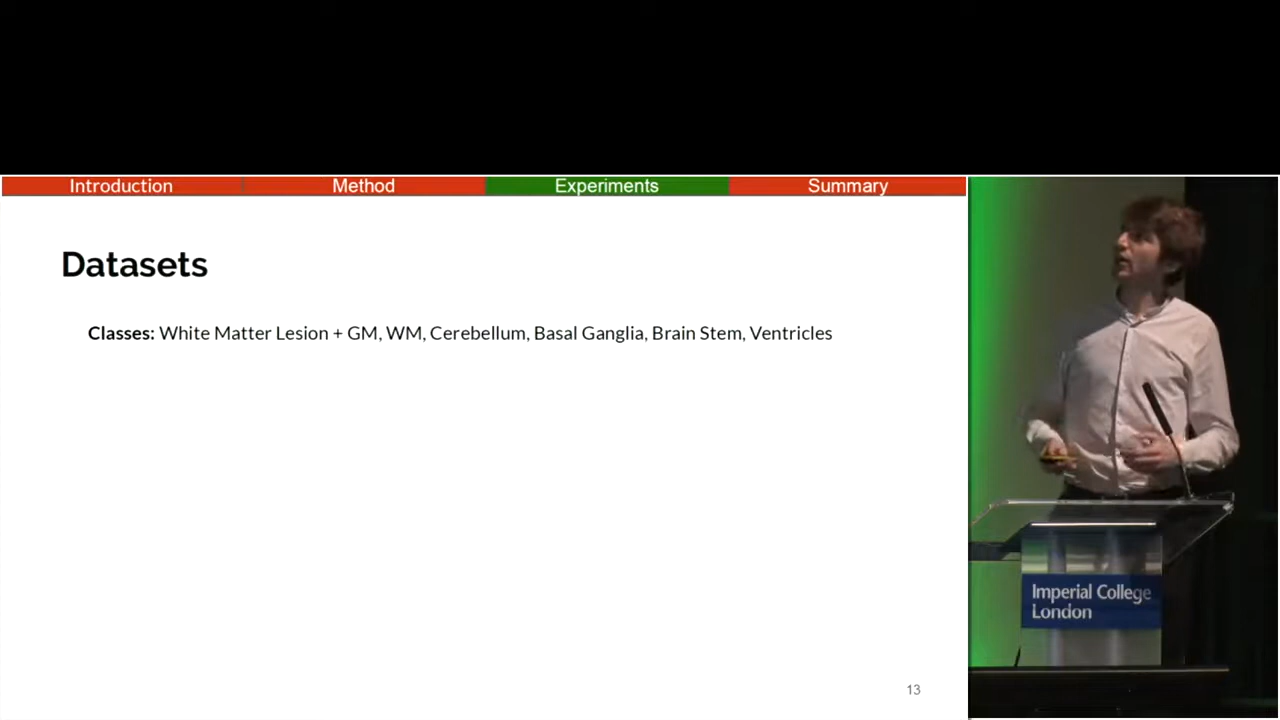 Introduction
Method
Experiments
Summary
Datasets
Classes: White Matter Lesion + GM, WM, Cerebellum, Basal Ganglia, Brain Stem, Ventricles
Imperial College
London
13